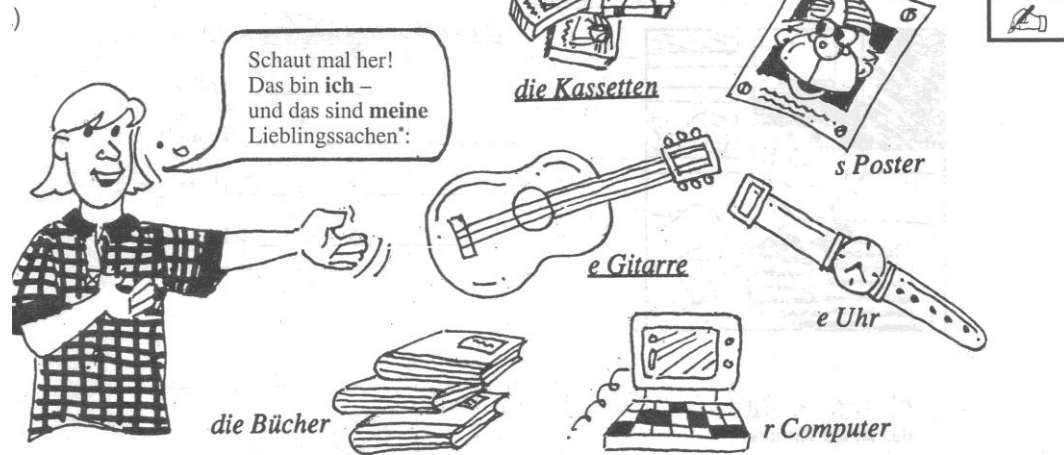 )
Schaut mal her!
Das bin ich –
und das sind meine
Lieblingssachen*:
die Kassetten
s Poster
e Gitarre
e Uhr
die Bücher
r Computer